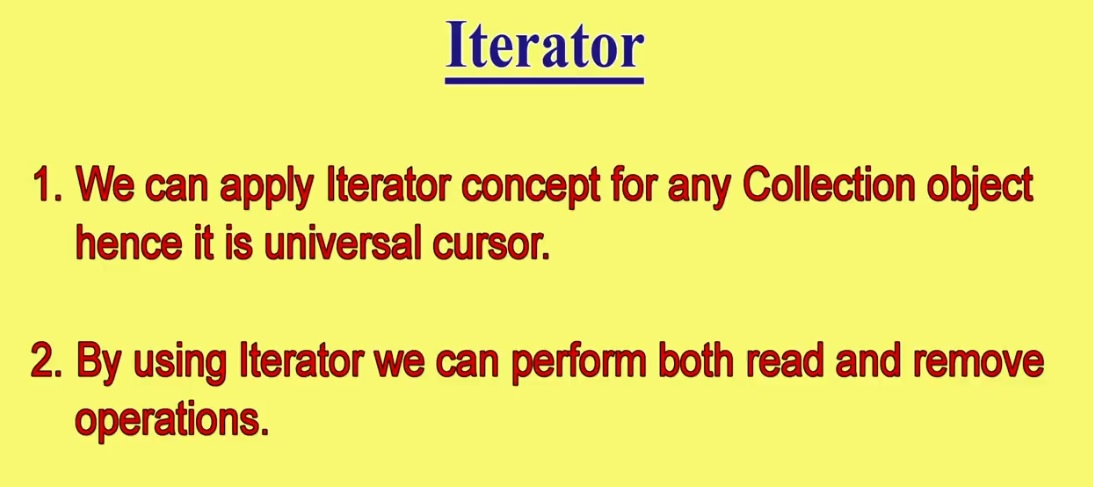 Iterator
1. We can apply Iterator concept for any Collection object
hence it is universal cursor.
2. By using Iterator we can perform both read and remove
operations.